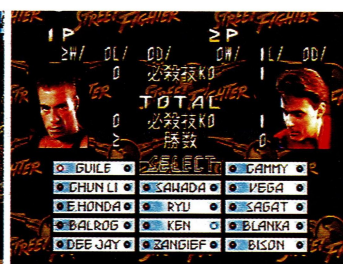 1P 2P
2W/ 0L/ 0D/ 0W/ 1L/ 0D/
0 必殺技KO 1
TOTAL
0 必殺技KO 1
2 勝数 0
SELECT
GUILE CAMMY
CHUN LI SAWADA VEGA
E.HONDA RYU SAGAT
BALROG KEN BLANKA
DEE JAY ZANGIEF BISON